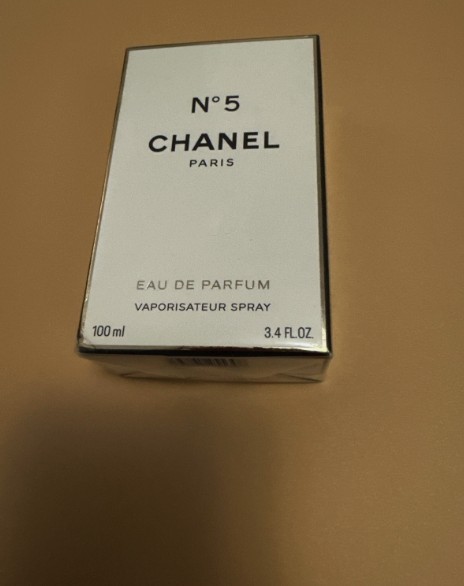 N°5
CHANEL
PARIS
EAU DE PARFUM
VAPORISATEUR SPRAY
100 ml
3.4 FL.OZ.